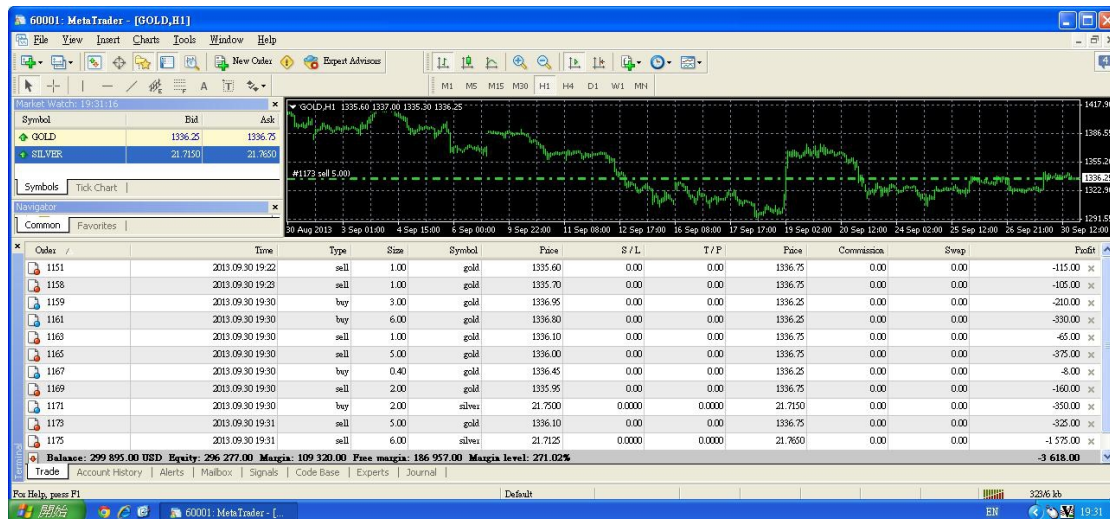 60001: MetaTrader - [GOLD,H1]
File View Insert Charts Tools Window Help
New Order Expert Advisors
4
A T M1 M5 M15 M30 H1 H4 D1 W1 MN
Market Watch: 19:31:16
Symbol Bid Ask
GOLD 1336.25 1336.75
SILVER 21.7150 21.7650
Symbols Tick Chart
Navigator
Common Favorites
GOLD,H1 1335.60 1337.00 1335.30 1336.25
#1173 sell 5.00
1417.90
1386.55
1355.20
1336.25
1322.90
1291.55
30 Aug 2013 3 Sep 01:00 4 Sep 15:00 6 Sep 00:00 9 Sep 22:00 11 Sep 08:00 12 Sep 17:00 16 Sep 08:00 17 Sep 17:00 19 Sep 02:00 20 Sep 12:00 24 Sep 02:00 25 Sep 12:00 26 Sep 21:00 30 Sep 12:00
Order / Time Type Size Symbol Price S / L T / P Price Commission Swap Profit
1151 2013.09.30 19:22 sell 1.00 gold 1335.60 0.00 0.00 1336.75 0.00 0.00 -115.00
1158 2013.09.30 19:23 sell 1.00 gold 1335.70 0.00 0.00 1336.75 0.00 0.00 -105.00
1159 2013.09.30 19:30 buy 3.00 gold 1336.95 0.00 0.00 1336.25 0.00 0.00 -210.00
1161 2013.09.30 19:30 buy 6.00 gold 1336.80 0.00 0.00 1336.25 0.00 0.00 -330.00
1163 2013.09.30 19:30 sell 1.00 gold 1336.10 0.00 0.00 1336.75 0.00 0.00 -65.00
1165 2013.09.30 19:30 sell 5.00 gold 1336.00 0.00 0.00 1336.75 0.00 0.00 -375.00
1167 2013.09.30 19:30 buy 0.40 gold 1336.45 0.00 0.00 1336.25 0.00 0.00 -8.00
1169 2013.09.30 19:30 sell 2.00 gold 1335.95 0.00 0.00 1336.75 0.00 0.00 -160.00
1171 2013.09.30 19:30 buy 2.00 silver 21.7500 0.0000 0.0000 21.7150 0.00 0.00 -350.00
1173 2013.09.30 19:31 sell 5.00 gold 1336.10 0.00 0.00 1336.75 0.00 0.00 -325.00
1175 2013.09.30 19:31 sell 6.00 silver 21.7125 0.0000 0.0000 21.7650 0.00 0.00 -1 575.00
Balance: 299 895.00 USD Equity: 296 277.00 Margin: 109 320.00 Free margin: 186 957.00 Margin level: 271.02% -3 618.00
Terminal
Trade Account History Alerts Mailbox Signals Code Base Experts Journal
For Help, press F1 Default 323/6 kb
開始 60001: MetaTrader - [... EN 19:31